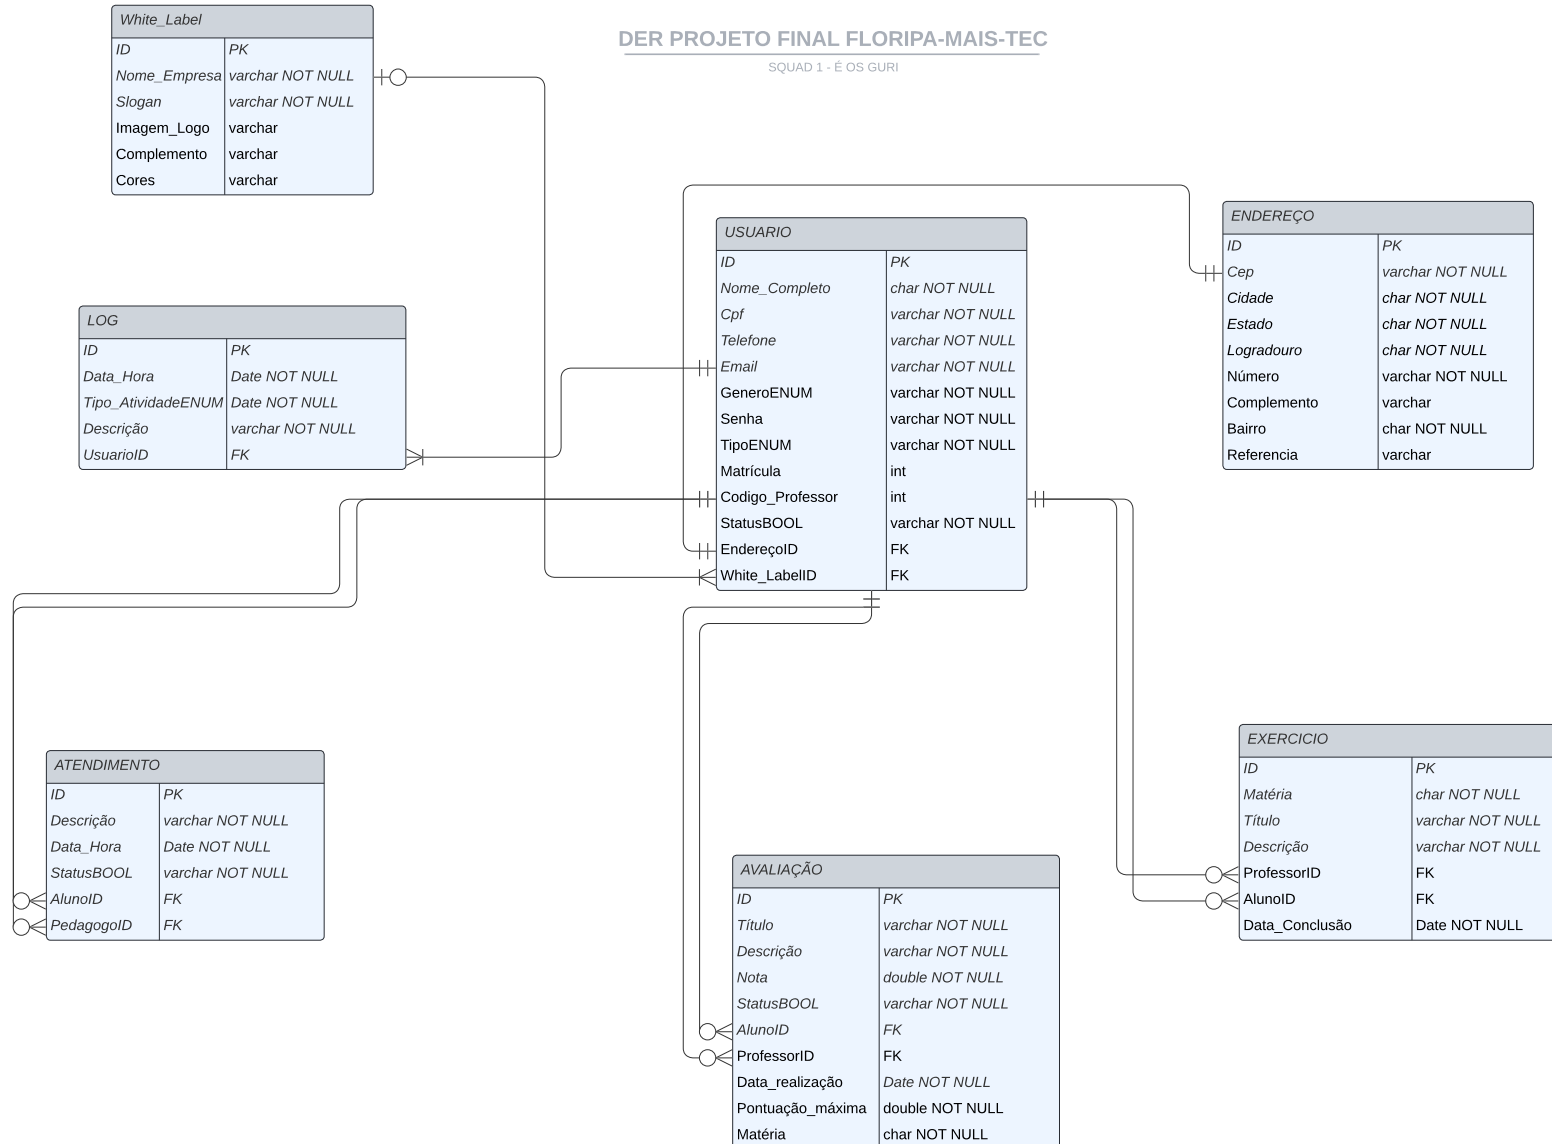 DER PROJETO FINAL FLORIPA-MAIS-TEC
SQUAD 1 - É OS GURI
White_Label
ID PK
Nome_Empresa varchar NOT NULL
Slogan varchar NOT NULL
Imagem_Logo varchar
Complemento varchar
Cores varchar
USUARIO
ID PK
Nome_Completo char NOT NULL
Cpf varchar NOT NULL
Telefone varchar NOT NULL
Email varchar NOT NULL
GeneroENUM varchar NOT NULL
Senha varchar NOT NULL
TipoENUM varchar NOT NULL
Matrícula int
Codigo_Professor int
StatusBOOL varchar NOT NULL
EndereçoID FK
White_LabelID FK
ENDEREÇO
ID PK
Cep varchar NOT NULL
Cidade char NOT NULL
Estado char NOT NULL
Logradouro char NOT NULL
Número varchar NOT NULL
Complemento varchar
Bairro char NOT NULL
Referencia varchar
LOG
ID PK
Data_Hora Date NOT NULL
Tipo_AtividadeENUM Date NOT NULL
Descrição varchar NOT NULL
UsuarioID FK
ATENDIMENTO
ID PK
Descrição varchar NOT NULL
Data_Hora Date NOT NULL
StatusBOOL varchar NOT NULL
AlunoID FK
PedagogoID FK
AVALIAÇÃO
ID PK
Título varchar NOT NULL
Descrição varchar NOT NULL
Nota double NOT NULL
StatusBOOL varchar NOT NULL
AlunoID FK
ProfessorID FK
Data_realização Date NOT NULL
Pontuação_máxima double NOT NULL
Matéria char NOT NULL
EXERCICIO
ID PK
Matéria char NOT NULL
Título varchar NOT NULL
Descrição varchar NOT NULL
ProfessorID FK
AlunoID FK
Data_Conclusão Date NOT NULL